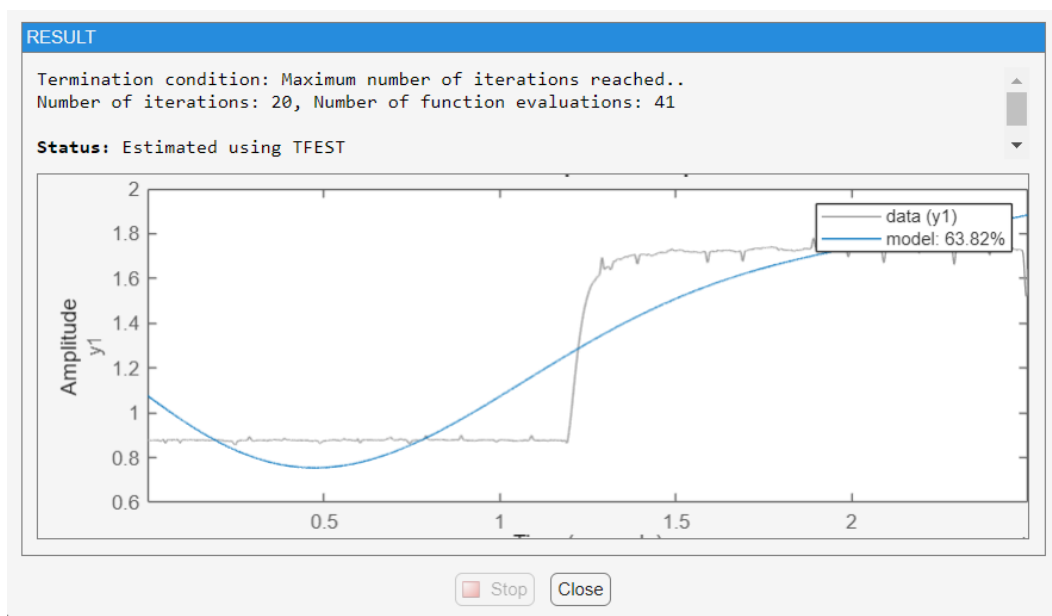 RESULT
Termination condition: Maximum number of iterations reached..
Number of iterations: 20, Number of function evaluations: 41
Status: Estimated using TFEST
2
1.8
1.6
1.4
1.2
1
0.8
0.6
Amplitude
y1
data (y1)
model: 63.82%
0.5
1
1.5
2
Stop
Close